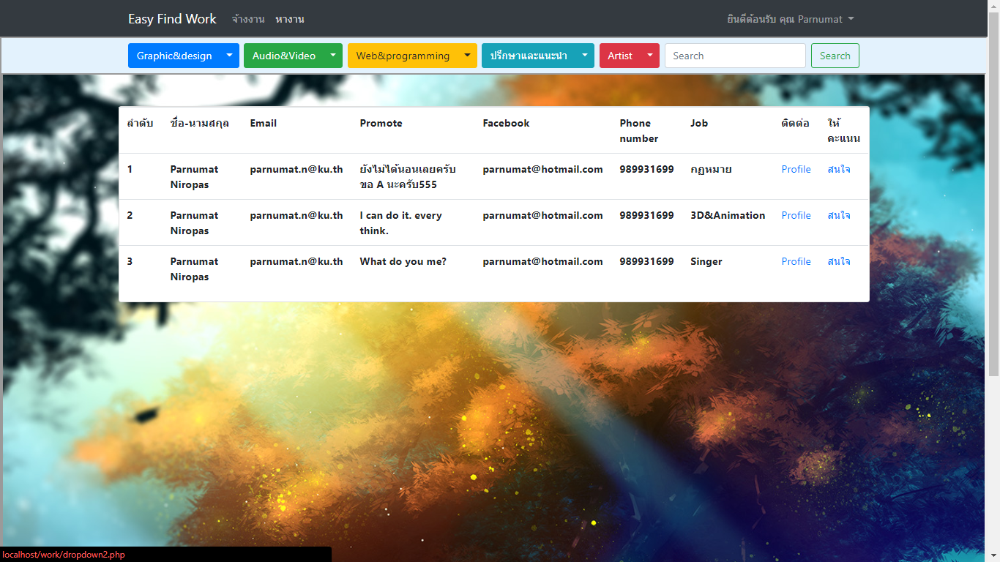 Easy Find Work จ้างงาน หางาน ยินดีต้อนรับ คุณ Parnumat
Graphic&design Audio&Video Web&programming ปรึกษาและแนะนำ Artist Search Search
ลำดับ ชื่อ-นามสกุล Email Promote Facebook Phone number Job ติดต่อ ให้คะแนน
1 Parnumat Niropas parnumat.n@ku.th ยังไม่ได้นอนเลยครับ ขอ A นะครับ555 parnumat@hotmail.com 989931699 กฏหมาย Profile สนใจ
2 Parnumat Niropas parnumat.n@ku.th I can do it. every think. parnumat@hotmail.com 989931699 3D&Animation Profile สนใจ
3 Parnumat Niropas parnumat.n@ku.th What do you me? parnumat@hotmail.com 989931699 Singer Profile สนใจ
localhost/work/dropdown2.php